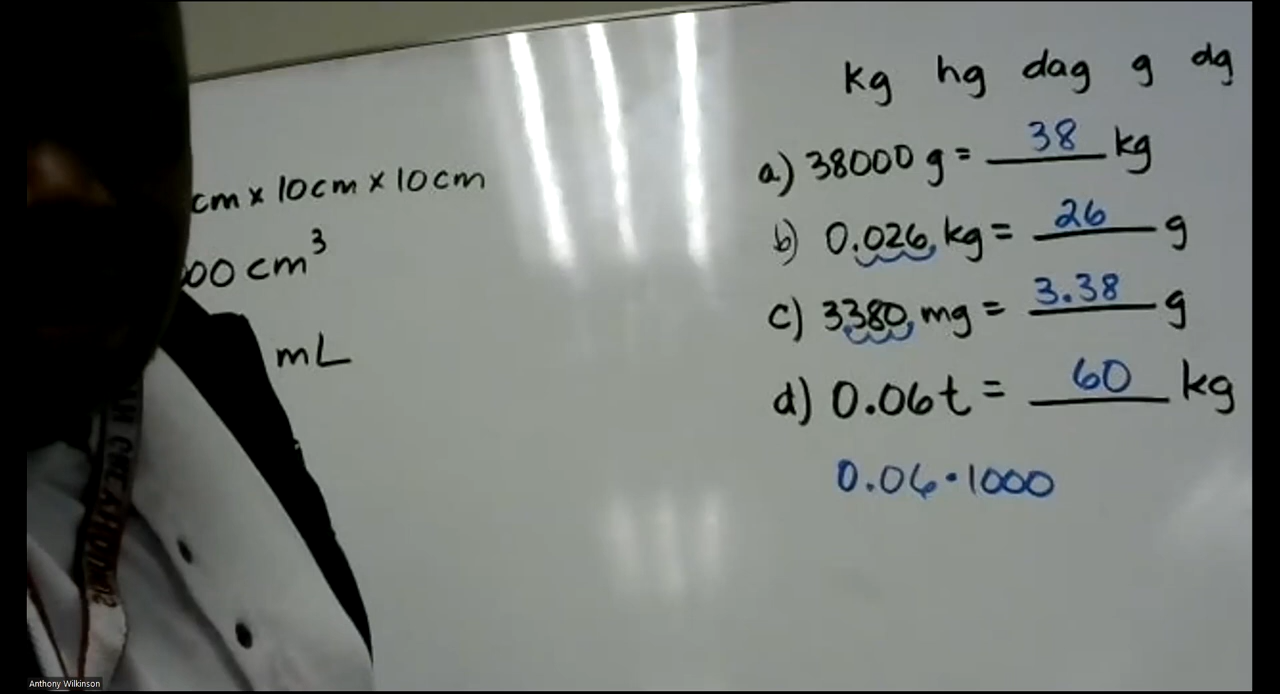 kg hg dag g dg
cm x 10cm x 10cm
00 cm³
mL
a) 38000 g = 38 kg
b) 0.026 kg = 26 g
c) 3380 mg = 3.38 g
d) 0.06t = 60 kg
0.06·1000
Anthony Wilkinson